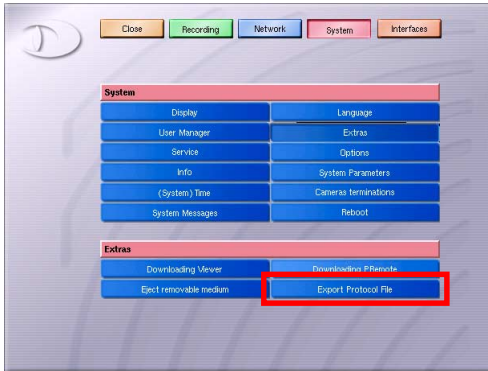 Close Recording Network System Interfaces
System
Display Language
User Manager Extras
Service Options
Info System Parameters
(System) Time Cameras terminations
System Messages Reboot
Extras
Downloading Viewer Downloading PRemote
Eject removable medium Export Protocol File